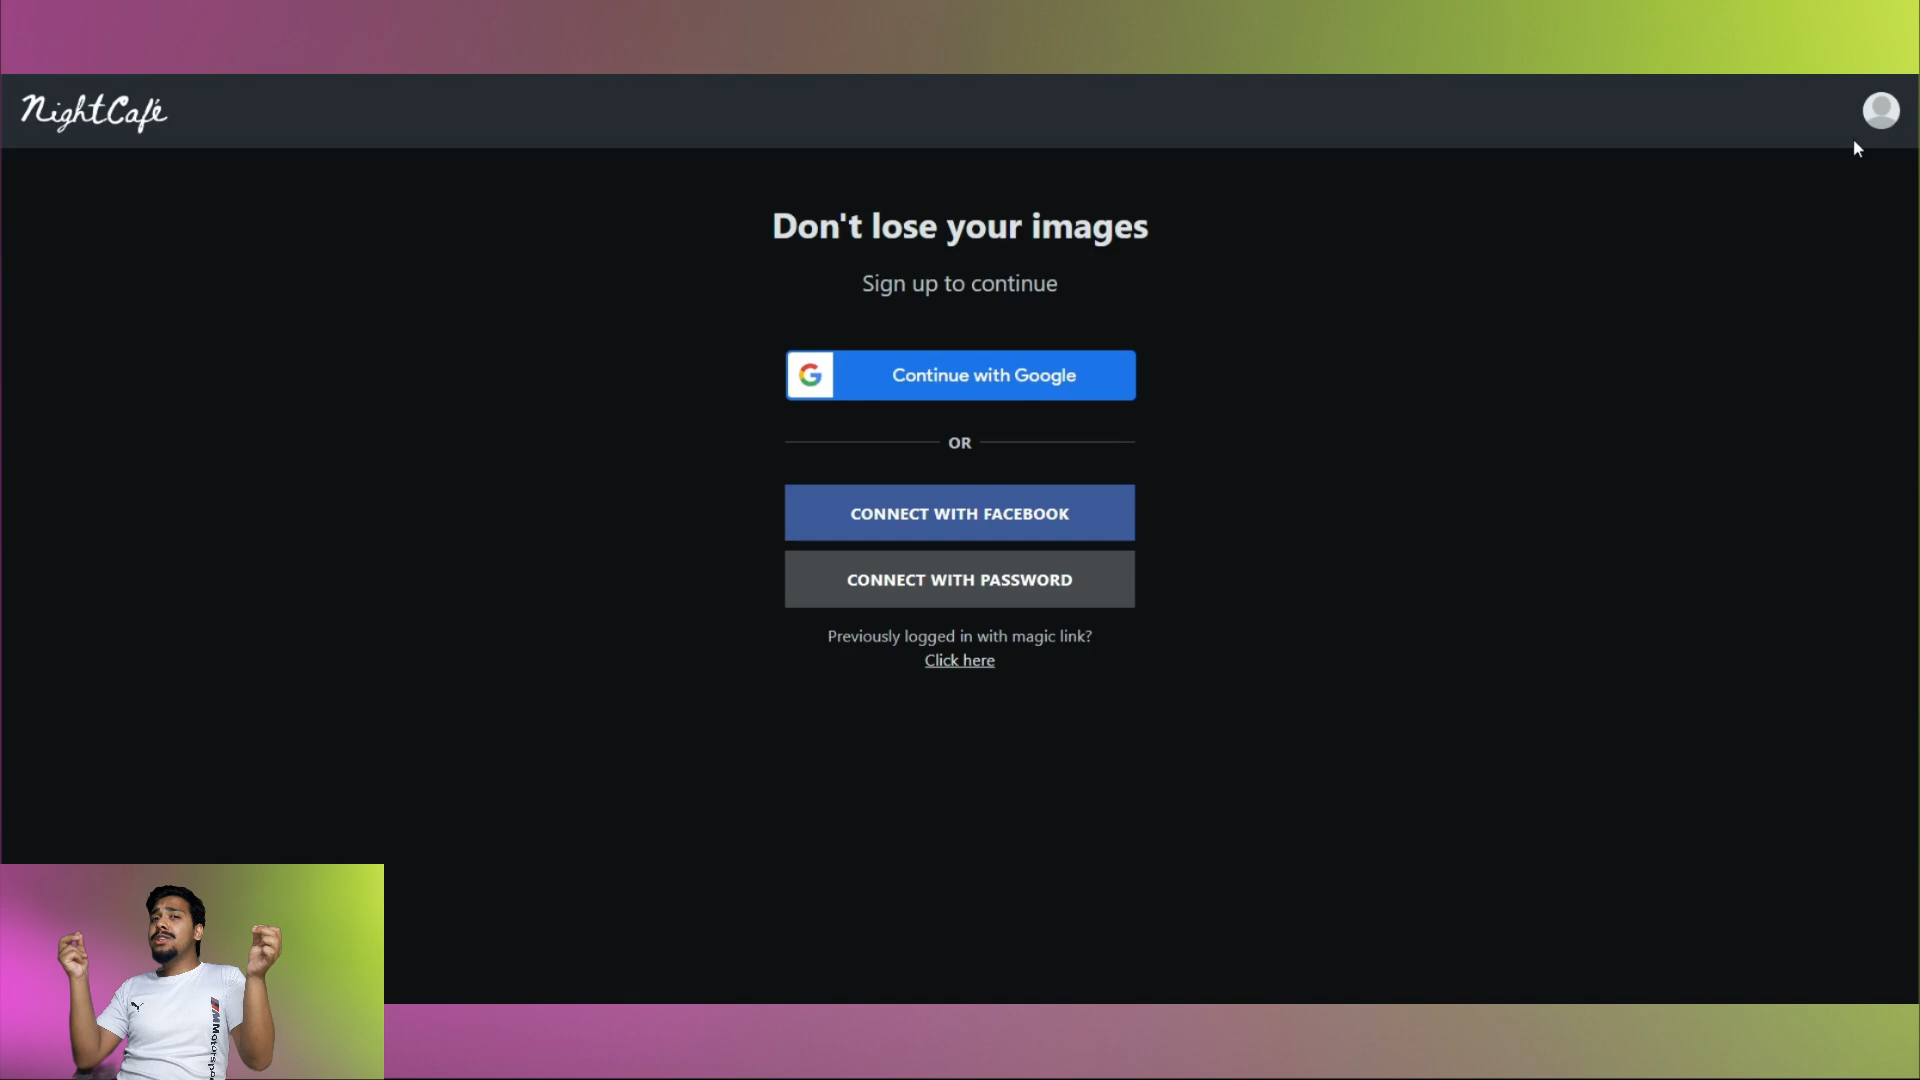 NightCafé
Don't lose your images
Sign up to continue
G
Continue with Google
OR
CONNECT WITH FACEBOOK
CONNECT WITH PASSWORD
Previously logged in with magic link?
Click here